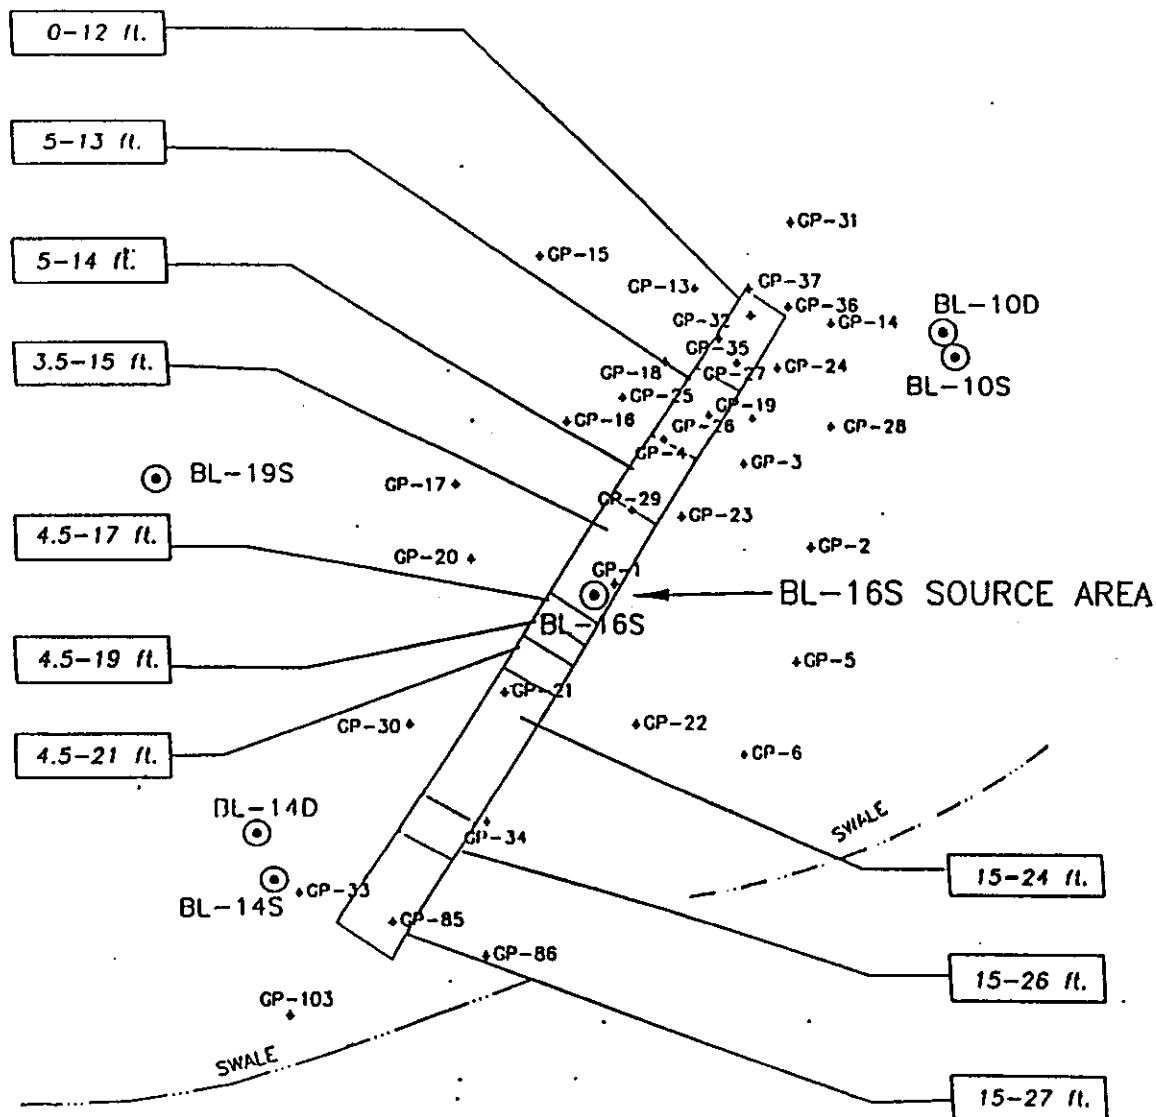 0-12 ft.
5-13 ft.
GP-31
GP-15
5-14 ft.
GP-13
GP-37
GP-36
BL-10D
GP-32
GP-14
GP-35
3.5-15 ft.
GP-18
GP-27
GP-24
BL-10S
GP-25
GP-19
GP-16
GP-26
GP-28
GP-4
GP-3
BL-19S
GP-17
GP-29
GP-23
4.5-17 ft.
GP-20
GP-2
GP-1
BL-16S SOURCE AREA
BL-16S
4.5-19 ft.
GP-5
GP-21
GP-30
GP-22
4.5-21 ft.
GP-6
BL-14D
SWALE
GP-34
15-24 ft.
GP-33
BL-14S
GP-85
GP-86
15-26 ft.
GP-103
SWALE
15-27 ft.